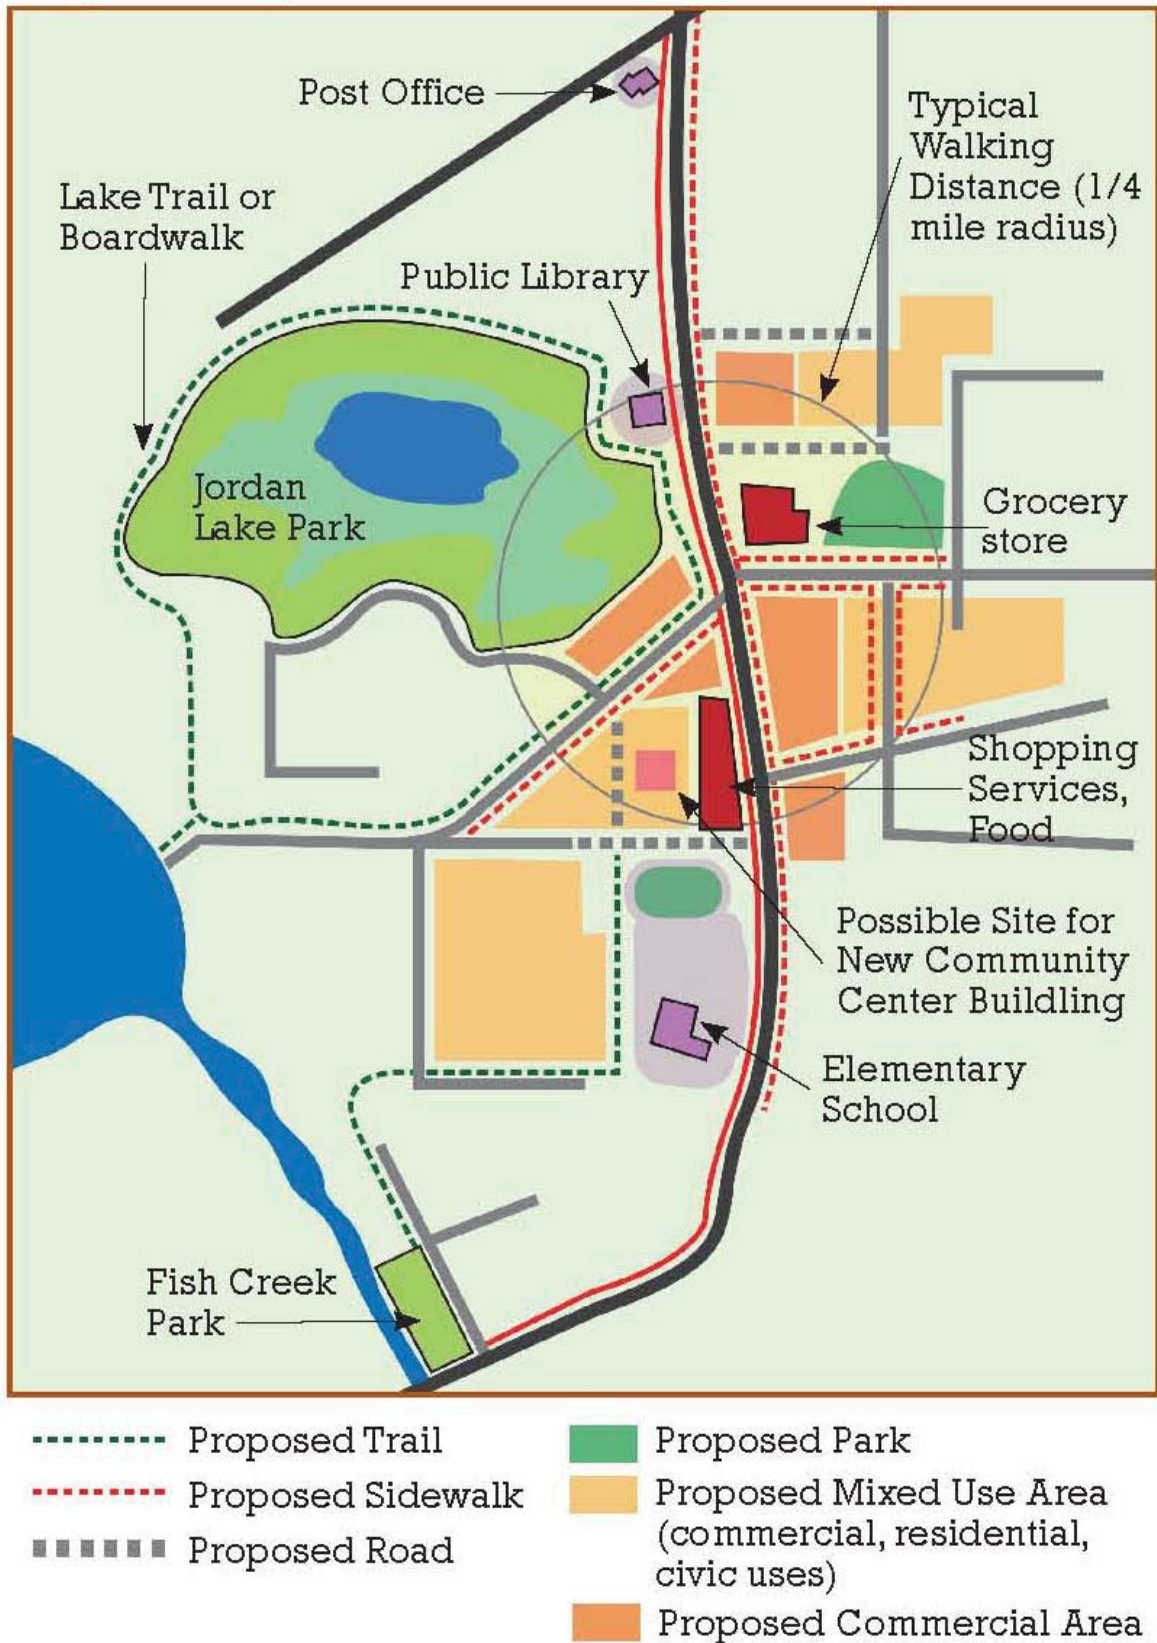 Post Office
Typical
Walking
Distance (1/4
mile radius)
Lake Trail or
Boardwalk
Public Library
Jordan
Lake Park
Grocery
store
Shopping
Services,
Food
Possible Site for
New Community
Center Buildling
Elementary
School
Fish Creek
Park
Proposed Trail
Proposed Sidewalk
Proposed Road
Proposed Park
Proposed Mixed Use Area
(commercial, residential,
civic uses)
Proposed Commercial Area